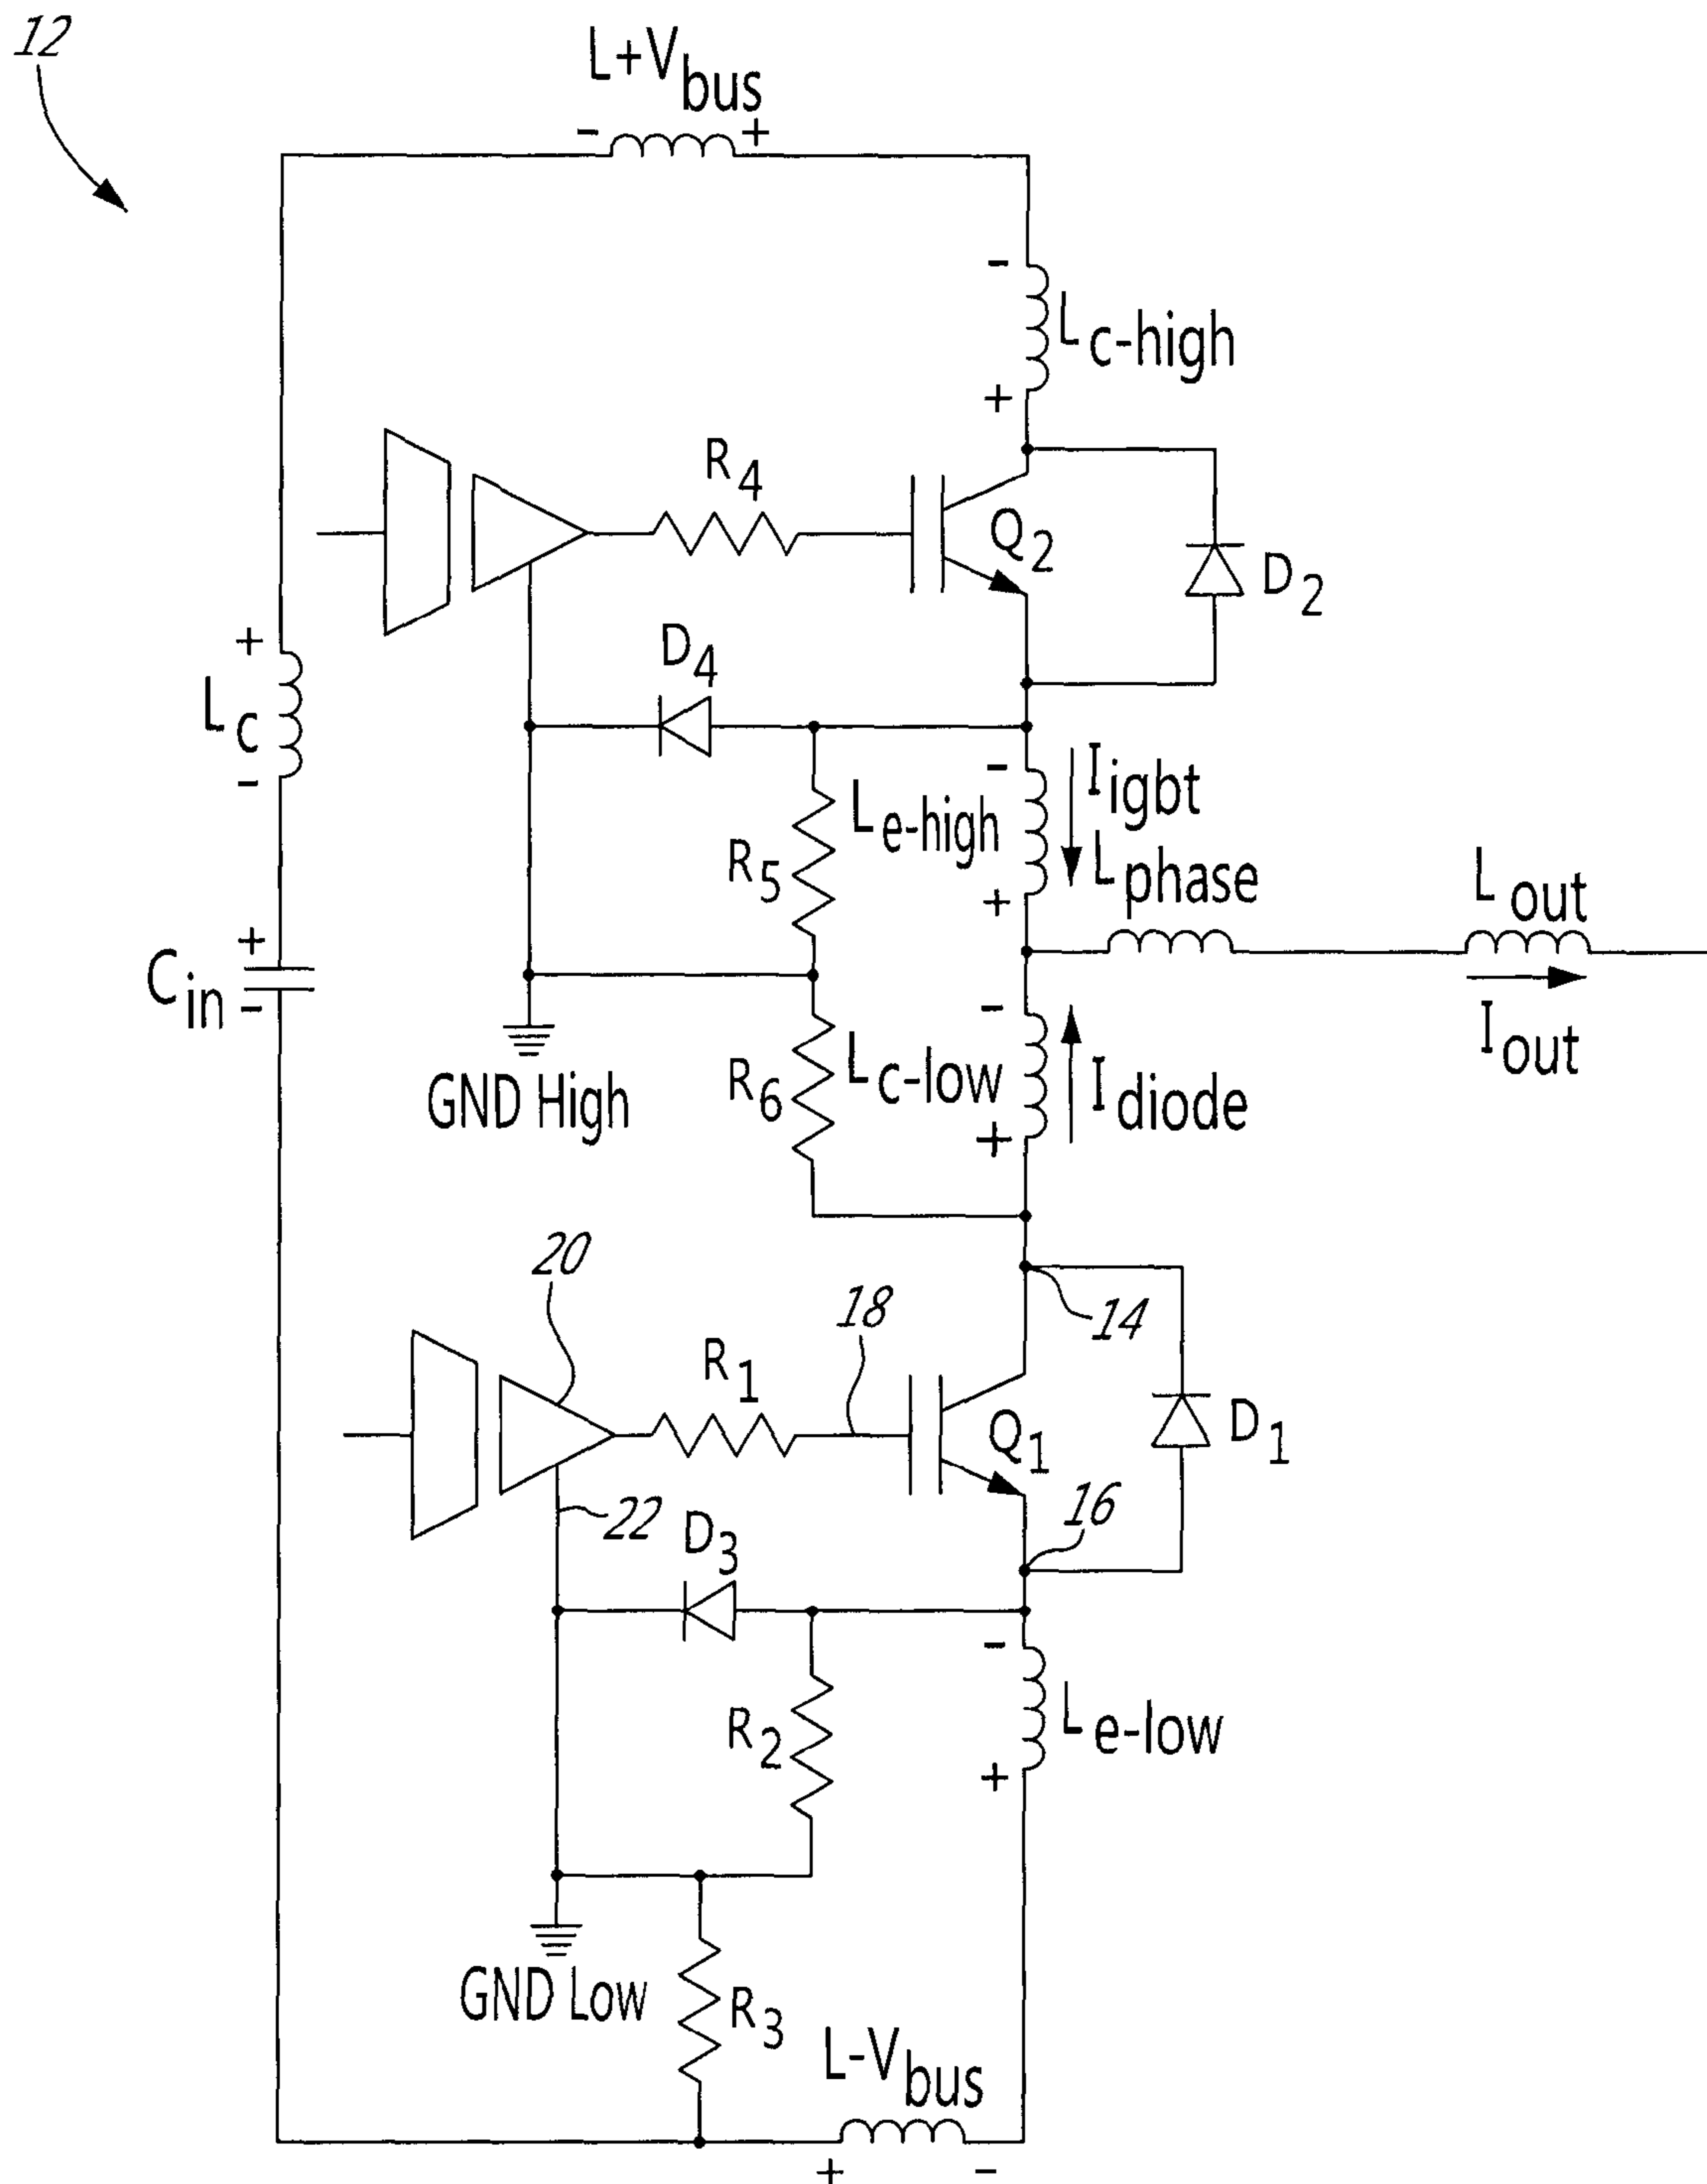 12
L+Vbus
- +
-
Lc-high
+
R4
Q2
D2
D4
+
Lc
-
-
Iigbt
Le-high
R5
Lphase
+
Lout
+
Cin
-
-
Iout
GND High
R6
Lc-low
Idiode
+
20
18
14
R1
Q1
D1
22
D3
16
-
R2
Le-low
+
GND Low
R3
L-Vbus
+ -